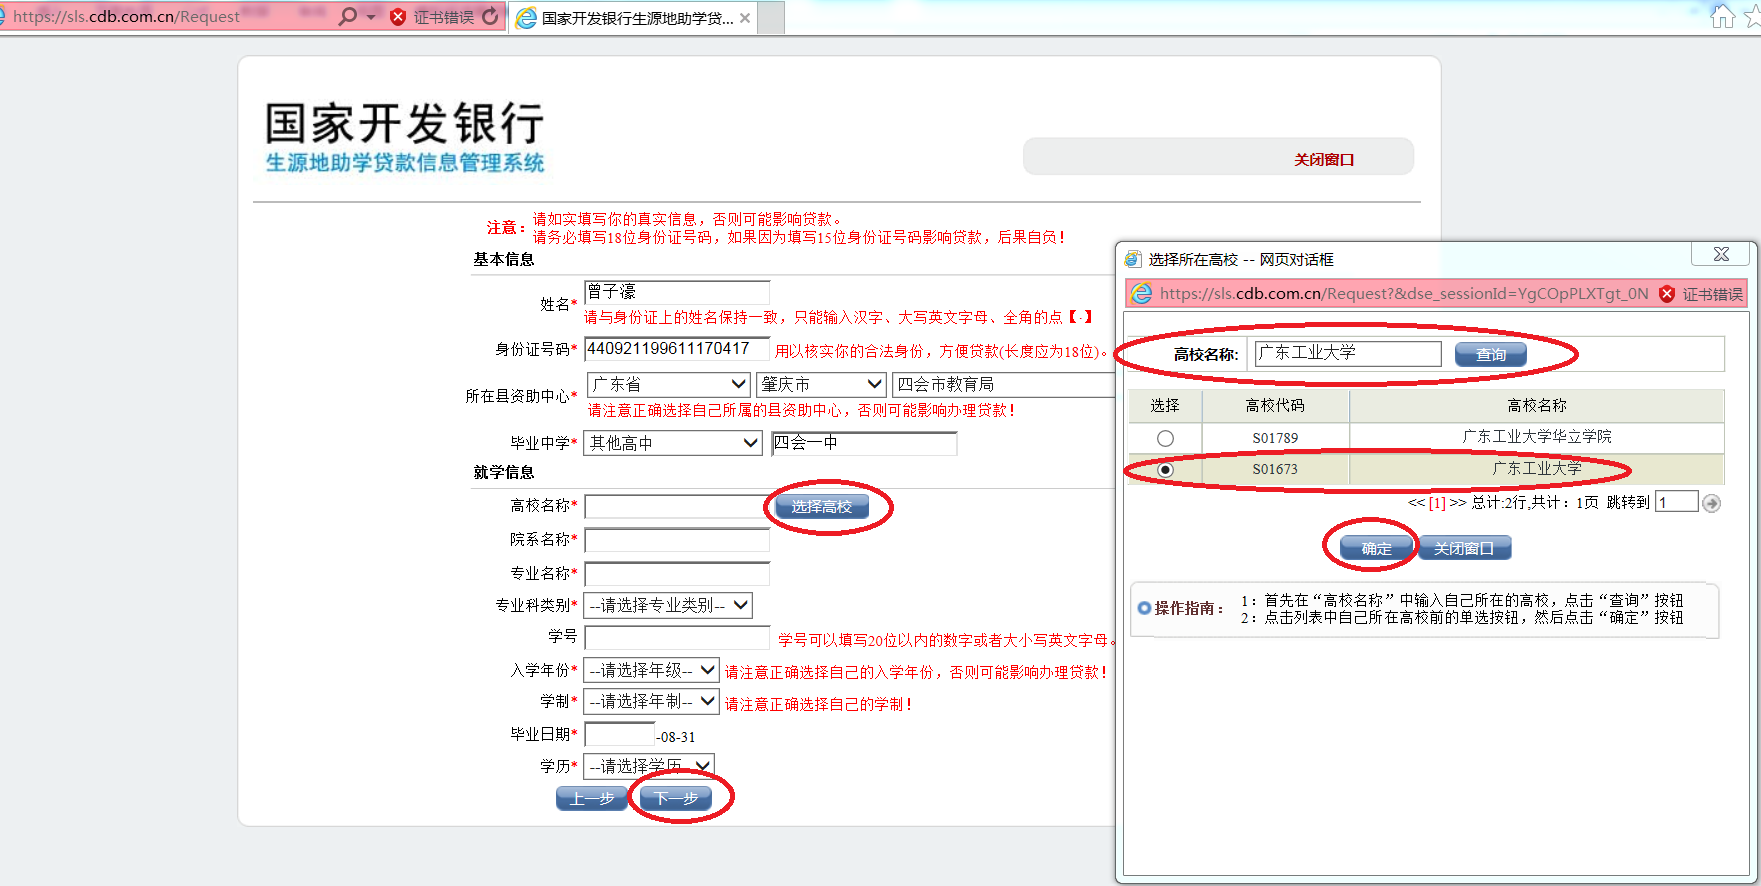 https://sls.cdb.com.cn/Request
证书错误
国家开发银行生源地助学贷...
国家开发银行
生源地助学贷款信息管理系统
关闭窗口
注意：
请如实填写你的真实信息，否则可能影响贷款。
请务必填写18位身份证号码，如果因为填写15位身份证号码影响贷款，后果自负！
基本信息
姓名* 曾子濠
请与身份证上的姓名保持一致，只能输入汉字、大写英文字母、全角的点【·】
身份证号码* 440921199611170417 用以核实你的合法身份，方便贷款(长度应为18位)。
所在县资助中心* 广东省 肇庆市 四会市教育局
请注意正确选择自己所属的县资助中心，否则可能影响办理贷款！
毕业中学* 其他高中 四会一中
就学信息
高校名称* 选择高校
院系名称*
专业名称*
专业科类别* --请选择专业类别--
学号 学号可以填写20位以内的数字或者大小写英文字母。
入学年份* --请选择年级-- 请注意正确选择自己的入学年份，否则可能影响办理贷款！
学制* --请选择年制-- 请注意正确选择自己的学制！
毕业日期* -08-31
学历* --请选择学历
上一步 下一步
选择所在高校 -- 网页对话框
https://sls.cdb.com.cn/Request?&dse_sessionId=YgCOpPLXTgt_0N 证书错误
高校名称: 广东工业大学 查询
选择 高校代码 高校名称
S01789 广东工业大学华立学院
S01673 广东工业大学
<< [1] >> 总计:2行,共计：1页 跳转到 1
确定 关闭窗口
操作指南：
1：首先在“高校名称”中输入自己所在的高校，点击“查询”按钮
2：点击列表中自己所在高校前的单选按钮，然后点击“确定”按钮